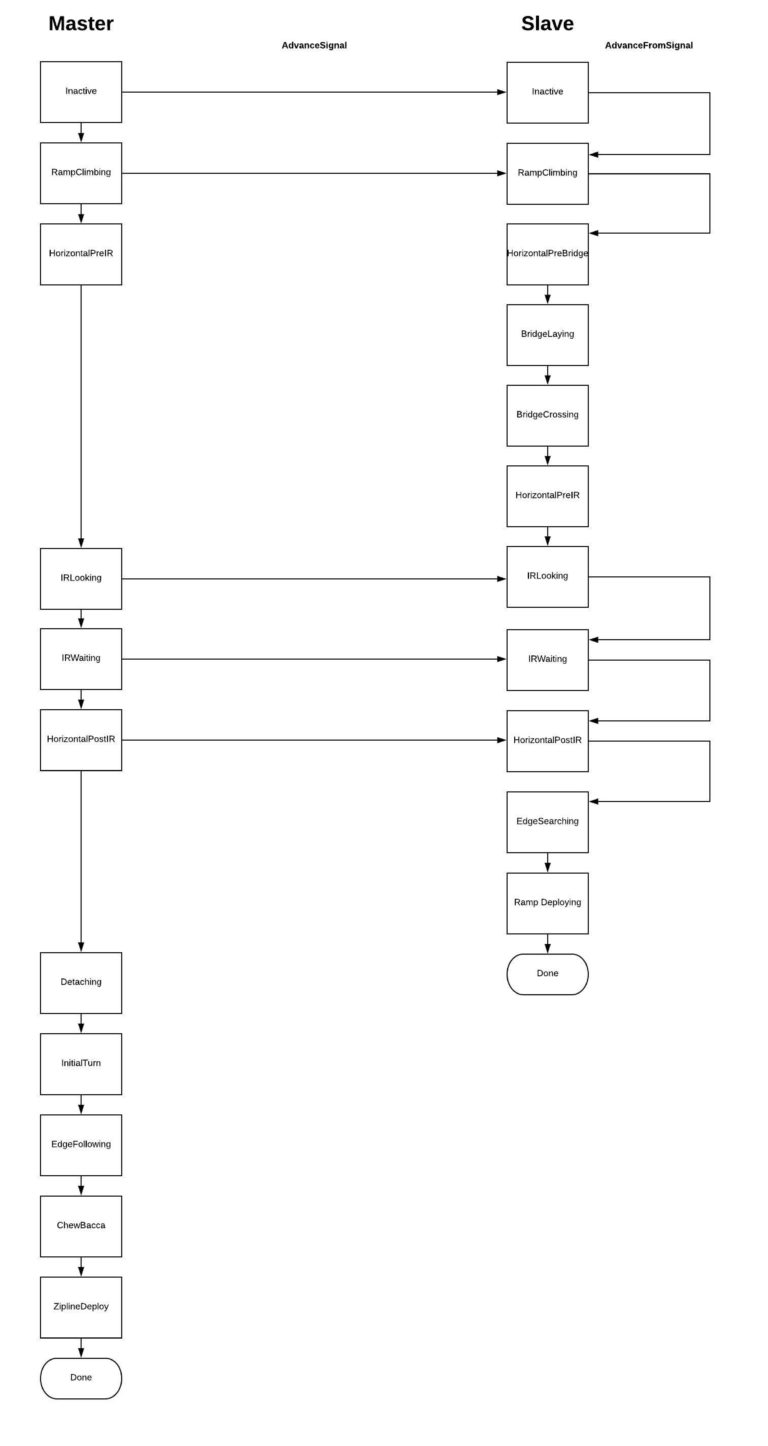 Master
Slave
AdvanceSignal
AdvanceFromSignal
Inactive
Inactive
RampClimbing
RampClimbing
HorizontalPreIR
HorizontalPreBridge
BridgeLaying
BridgeCrossing
HorizontalPreIR
IRLooking
IRLooking
IRWaiting
IRWaiting
HorizontalPostIR
HorizontalPostIR
EdgeSearching
Ramp Deploying
Detaching
Done
InitialTurn
EdgeFollowing
ChewBacca
ZiplineDeploy
Done